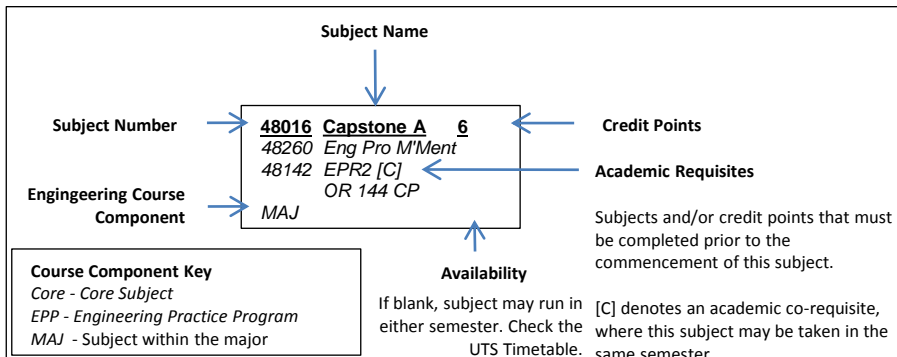 Subject Name
Subject Number
48016 Capstone A 6
Credit Points
48260 Eng Pro M'Ment
48142 EPR2 [C]
OR 144 CP
MAJ
Academic Requisites
Engingeering Course
Component
Subjects and/or credit points that must
be completed prior to the
commencement of this subject.
[C] denotes an academic co-requisite,
where this subject may be taken in the
same semester
Course Component Key
Core - Core Subject
EPP - Engineering Practice Program
MAJ - Subject within the major
Availability
If blank, subject may run in
either semester. Check the
UTS Timetable.